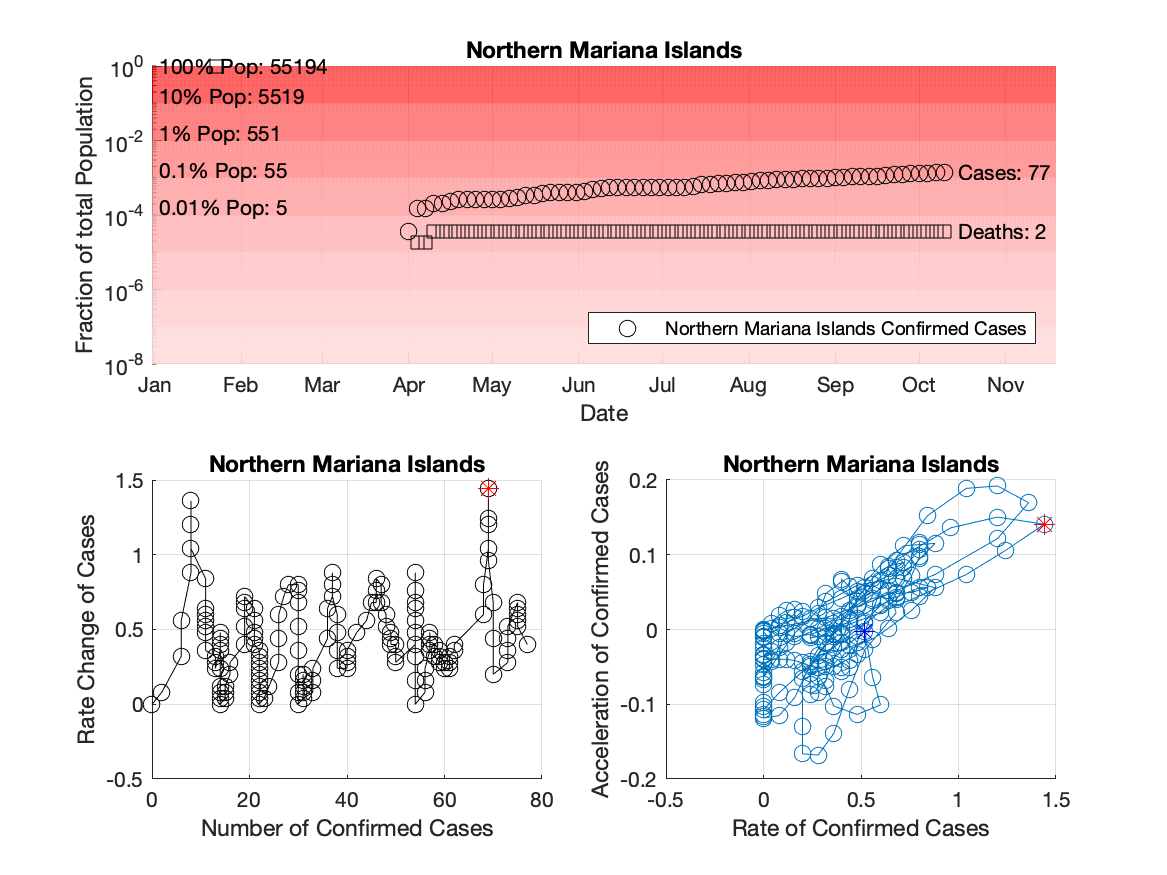 Northern Mariana Islands
Fraction of total Population
10^0
10^-2
10^-4
10^-6
10^-8
100% Pop: 55194
10% Pop: 5519
1% Pop: 551
0.1% Pop: 55
0.01% Pop: 5
Cases: 77
Deaths: 2
Northern Mariana Islands Confirmed Cases
Jan Feb Mar Apr May Jun Jul Aug Sep Oct Nov
Date
Northern Mariana Islands
Rate Change of Cases
1.5
1
0.5
0
-0.5
0 20 40 60 80
Number of Confirmed Cases
Northern Mariana Islands
Acceleration of Confirmed Cases
0.2
0.1
0
-0.1
-0.2
-0.5 0 0.5 1 1.5
Rate of Confirmed Cases